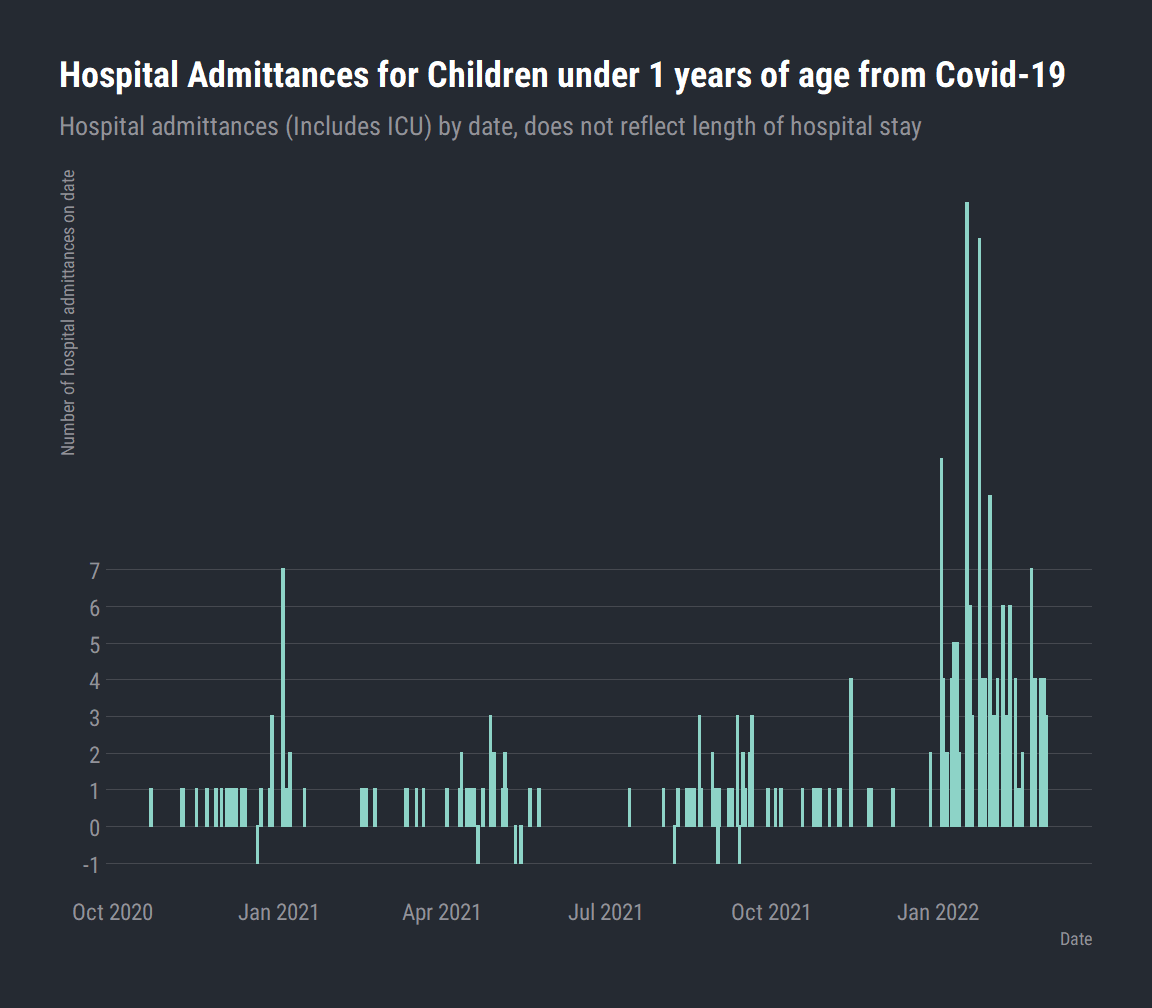 Hospital Admittances for Children under 1 years of age from Covid-19
Hospital admittances (Includes ICU) by date, does not reflect length of hospital stay
Number of hospital admittances on date
7
6
5
4
3
2
1
0
-1
Oct 2020 Jan 2021 Apr 2021 Jul 2021 Oct 2021 Jan 2022
Date